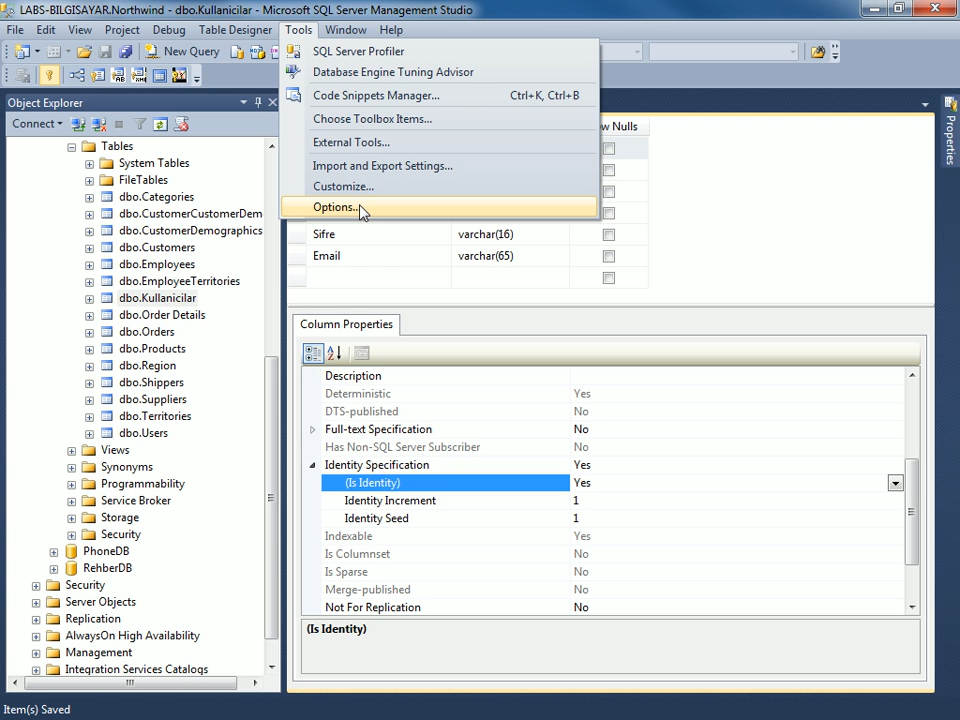 LABS-BILGISAYAR.Northwind - dbo.Kullanicilar - Microsoft SQL Server Management Studio
File Edit View Project Debug Table Designer Tools Window Help
New Query
SQL Server Profiler
Database Engine Tuning Advisor
Code Snippets Manager... Ctrl+K, Ctrl+B
Choose Toolbox Items...
External Tools...
Import and Export Settings...
Customize...
Options...
Object Explorer
Connect
Tables
System Tables
FileTables
dbo.Categories
dbo.CustomerCustomerDem
dbo.CustomerDemographics
dbo.Customers
dbo.Employees
dbo.EmployeeTerritories
dbo.Kullanicilar
dbo.Order Details
dbo.Orders
dbo.Products
dbo.Region
dbo.Shippers
dbo.Suppliers
dbo.Territories
dbo.Users
Views
Synonyms
Programmability
Service Broker
Storage
Security
PhoneDB
RehberDB
Security
Server Objects
Replication
AlwaysOn High Availability
Management
Integration Services Catalogs
w Nulls
Sifre varchar(16)
Email varchar(65)
Properties
Column Properties
Description
Deterministic Yes
DTS-published No
Full-text Specification No
Has Non-SQL Server Subscriber No
Identity Specification Yes
(Is Identity) Yes
Identity Increment 1
Identity Seed 1
Indexable Yes
Is Columnset No
Is Sparse No
Merge-published No
Not For Replication No
(Is Identity)
Item(s) Saved